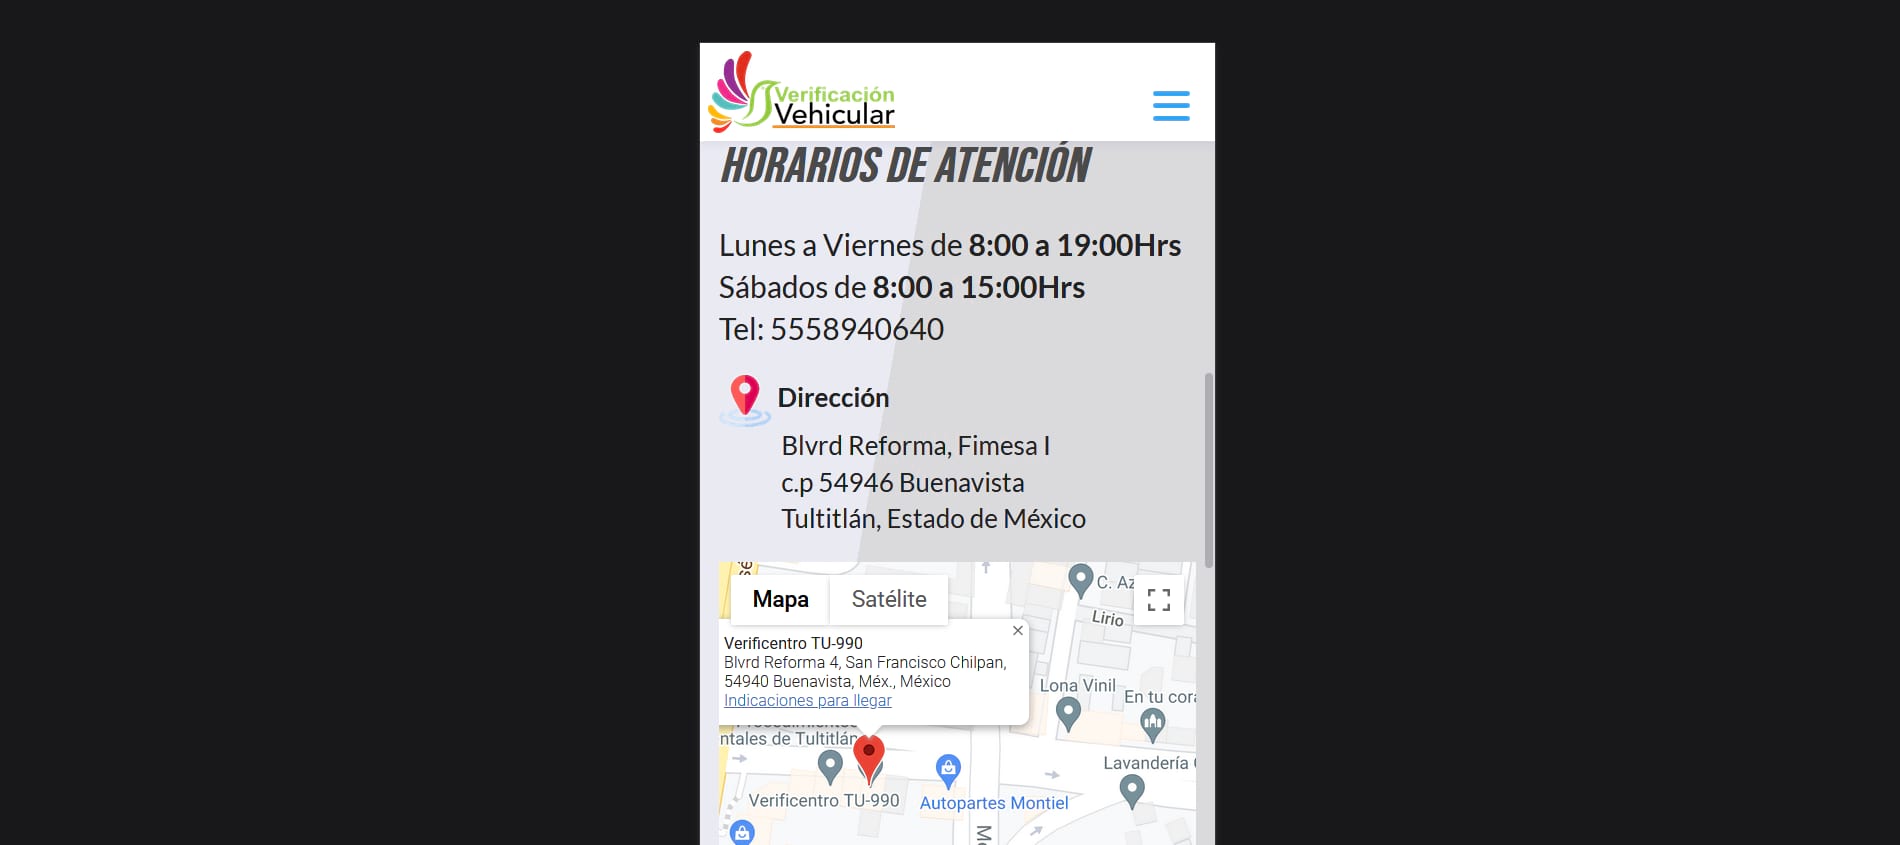 Verificación
Vehicular
HORARIOS DE ATENCIÓN
Lunes a Viernes de 8:00 a 19:00Hrs
Sábados de 8:00 a 15:00Hrs
Tel: 5558940640
Dirección
Blvrd Reforma, Fimesa I
c.p 54946 Buenavista
Tultitlán, Estado de México
Mapa
Satélite
C. Az
Lirio
Verificentro TU-990
Blvrd Reforma 4, San Francisco Chilpan,
54940 Buenavista, Méx., México
Indicaciones para llegar
Lona Vinil
En tu cora
ntales de Tultitlán
Lavandería
Verificentro TU-990
Autopartes Montiel